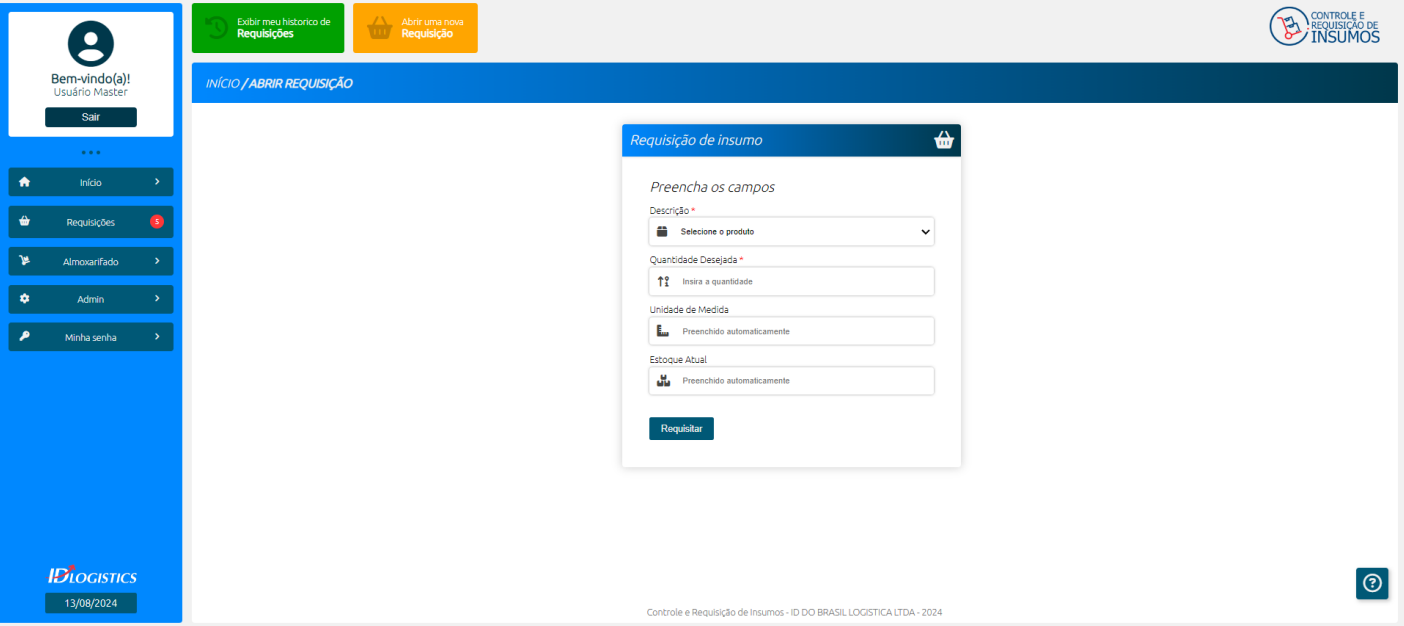 Bem-vindo(a)!
Usuário Master
Sair
Início
Requisições
5
Almoxarifado
Admin
Minha senha
IDLOGISTICS
13/08/2024
Exibir meu historico de
Requisições
Abrir uma nova
Requisição
CONTROLE E
REQUISIÇÃO DE
INSUMOS
INÍCIO / ABRIR REQUISIÇÃO
Requisição de insumo
Preencha os campos
Descrição *
Selecione o produto
Quantidade Desejada *
Insira a quantidade
Unidade de Medida
Preenchido automaticamente
Estoque Atual
Preenchido automaticamente
Requisitar
Controle e Requisição de Insumos - ID DO BRASIL LOGISTICA LTDA - 2024